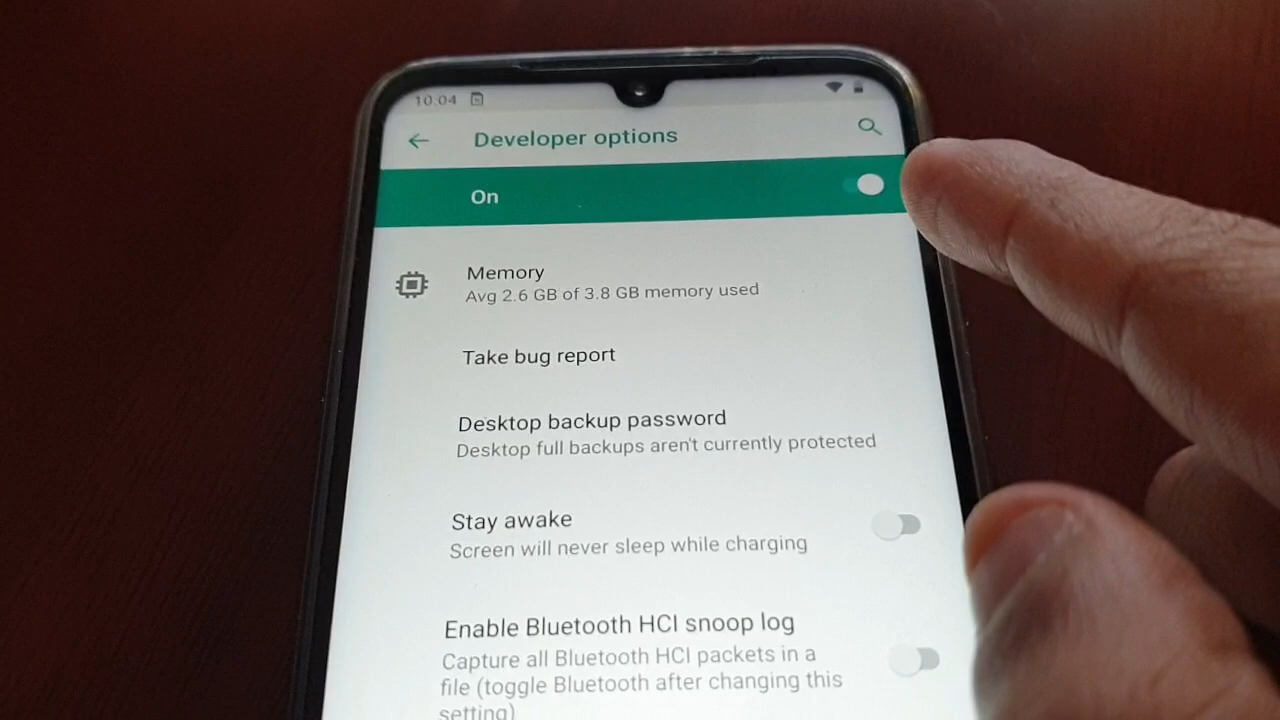 10.04
Developer options
On
Memory
Avg 2.6 GB of 3.8 GB memory used
Take bug report
Desktop backup password
Desktop full backups aren't currently protected
Stay awake
Screen will never sleep while charging
Enable Bluetooth HCI snoop log
Capture all Bluetooth HCI packets in a
file (toggle Bluetooth after changing this
setting)